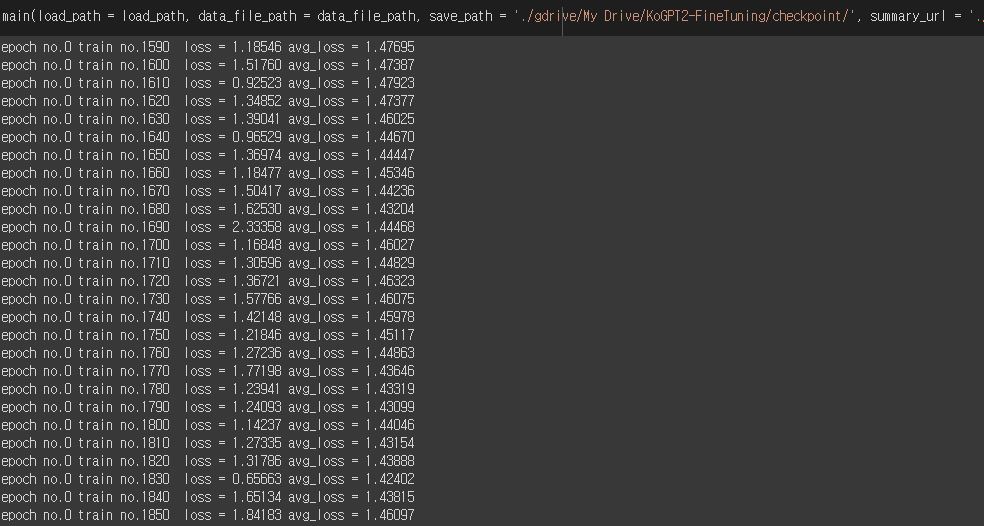 main(load_path = load_path, data_file_path = data_file_path, save_path = './gdrive/My Drive/KoGPT2-FineTuning/checkpoint/', summary_url = '.
epoch no.0 train no.1590  loss = 1.18546 avg_loss = 1.47695
epoch no.0 train no.1600  loss = 1.51760 avg_loss = 1.47387
epoch no.0 train no.1610  loss = 0.92523 avg_loss = 1.47923
epoch no.0 train no.1620  loss = 1.34852 avg_loss = 1.47377
epoch no.0 train no.1630  loss = 1.39041 avg_loss = 1.46025
epoch no.0 train no.1640  loss = 0.96529 avg_loss = 1.44670
epoch no.0 train no.1650  loss = 1.36974 avg_loss = 1.44447
epoch no.0 train no.1660  loss = 1.18477 avg_loss = 1.45346
epoch no.0 train no.1670  loss = 1.50417 avg_loss = 1.44236
epoch no.0 train no.1680  loss = 1.62530 avg_loss = 1.43204
epoch no.0 train no.1690  loss = 2.33358 avg_loss = 1.44468
epoch no.0 train no.1700  loss = 1.16848 avg_loss = 1.46027
epoch no.0 train no.1710  loss = 1.30596 avg_loss = 1.44829
epoch no.0 train no.1720  loss = 1.36721 avg_loss = 1.46323
epoch no.0 train no.1730  loss = 1.57766 avg_loss = 1.46075
epoch no.0 train no.1740  loss = 1.42148 avg_loss = 1.45978
epoch no.0 train no.1750  loss = 1.21846 avg_loss = 1.45117
epoch no.0 train no.1760  loss = 1.27236 avg_loss = 1.44863
epoch no.0 train no.1770  loss = 1.77198 avg_loss = 1.43646
epoch no.0 train no.1780  loss = 1.23941 avg_loss = 1.43319
epoch no.0 train no.1790  loss = 1.24093 avg_loss = 1.43099
epoch no.0 train no.1800  loss = 1.14237 avg_loss = 1.44046
epoch no.0 train no.1810  loss = 1.27335 avg_loss = 1.43154
epoch no.0 train no.1820  loss = 1.31786 avg_loss = 1.43888
epoch no.0 train no.1830  loss = 0.65663 avg_loss = 1.42402
epoch no.0 train no.1840  loss = 1.65134 avg_loss = 1.43815
epoch no.0 train no.1850  loss = 1.84183 avg_loss = 1.46097